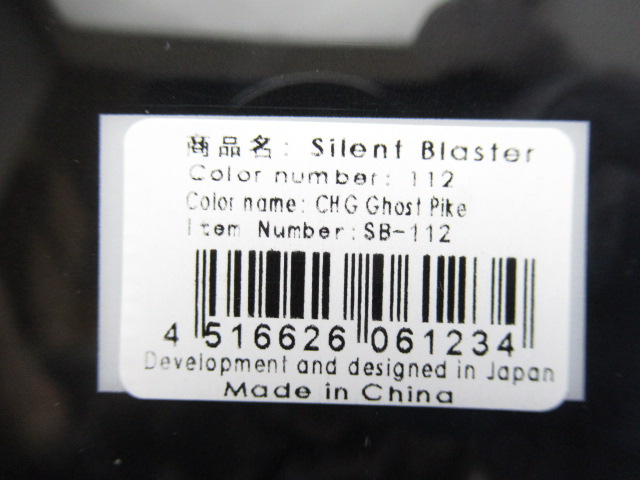 商品名: Silent Blaster
Color number: 112
Color name: CHG Ghost Pike
Item Number:SB-112
4 516626 061234
Development and designed in Japan
Made in China